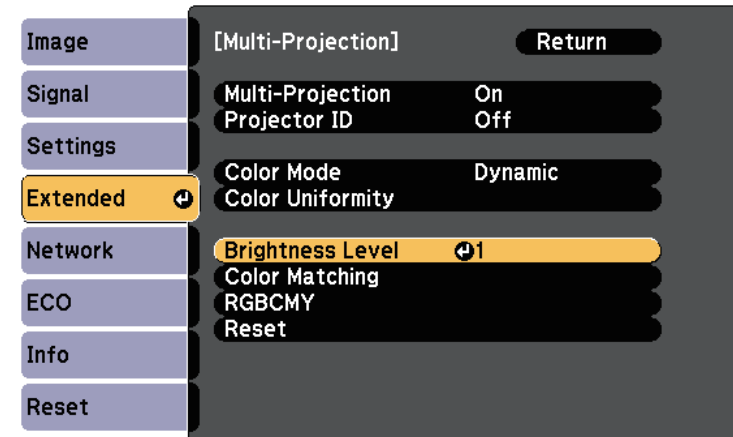 Image
Signal
Settings
Extended
Network
ECO
Info
Reset
[Multi-Projection] Return
Multi-Projection On
Projector ID Off
Color Mode Dynamic
Color Uniformity
Brightness Level 1
Color Matching
RGBCMY
Reset